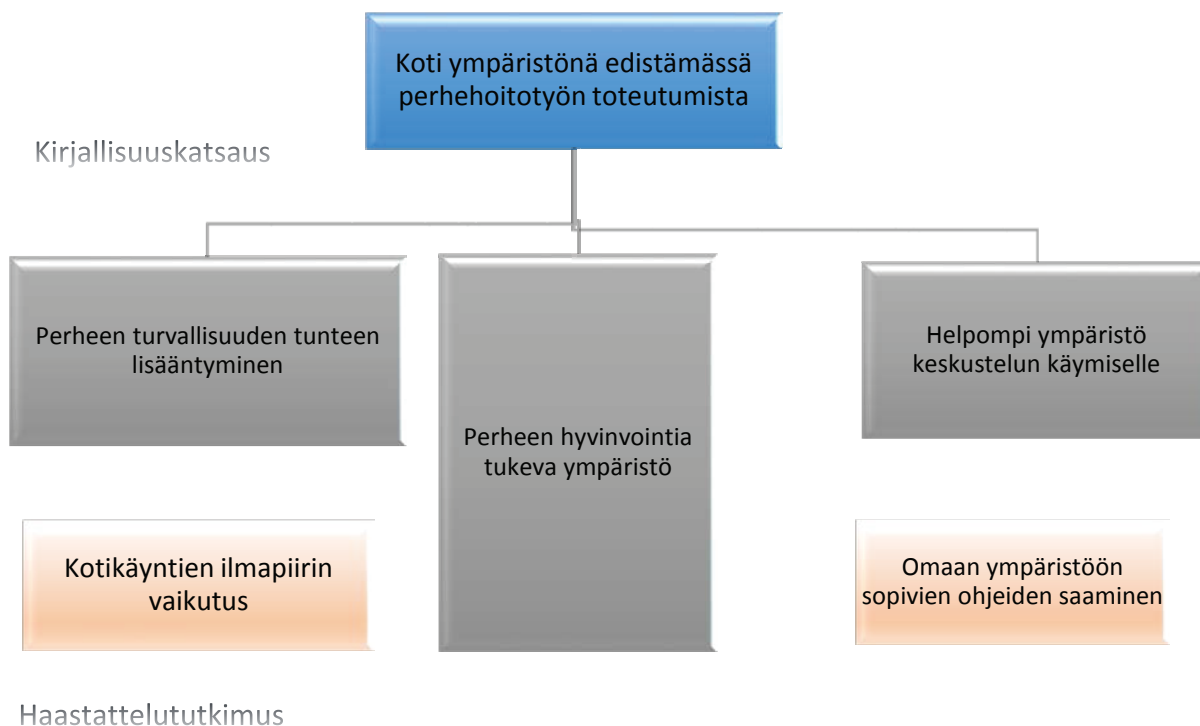 Koti ympäristönä edistämässä
perhehoitotyön toteutumista
Kirjallisuuskatsaus
Perheen turvallisuuden tunteen
lisääntyminen
Perheen hyvinvointia
tukeva ympäristö
Helpompi ympäristö
keskustelun käymiselle
Kotikäyntien ilmapiirin
vaikutus
Omaan ympäristöön
sopivien ohjeiden saaminen
Haastattelututkimus